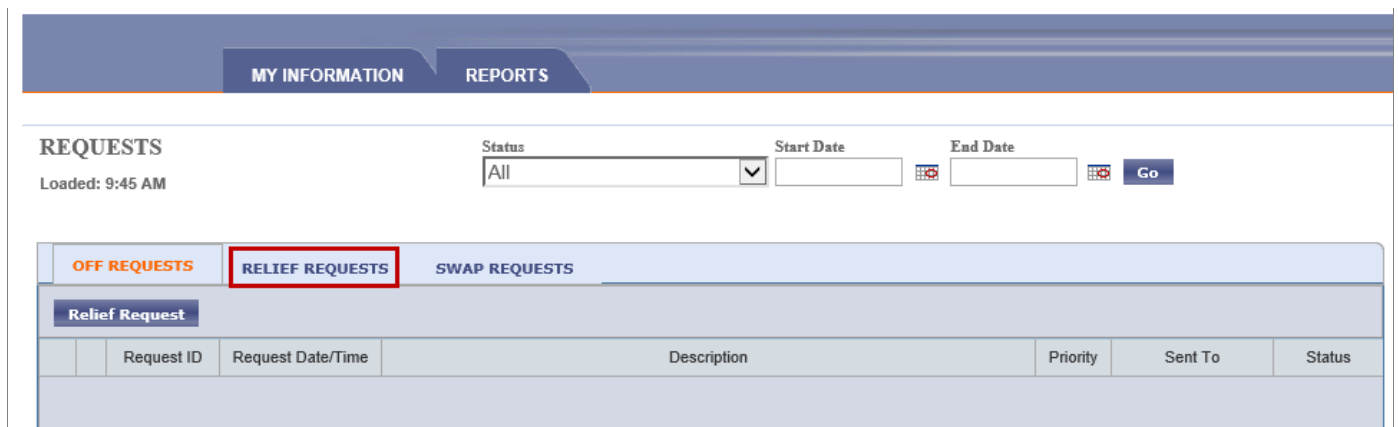 MY INFORMATION REPORTS
REQUESTS Status Start Date End Date
Loaded: 9:45 AM All Go
OFF REQUESTS RELIEF REQUESTS SWAP REQUESTS
Relief Request
Request ID Request Date/Time Description Priority Sent To Status